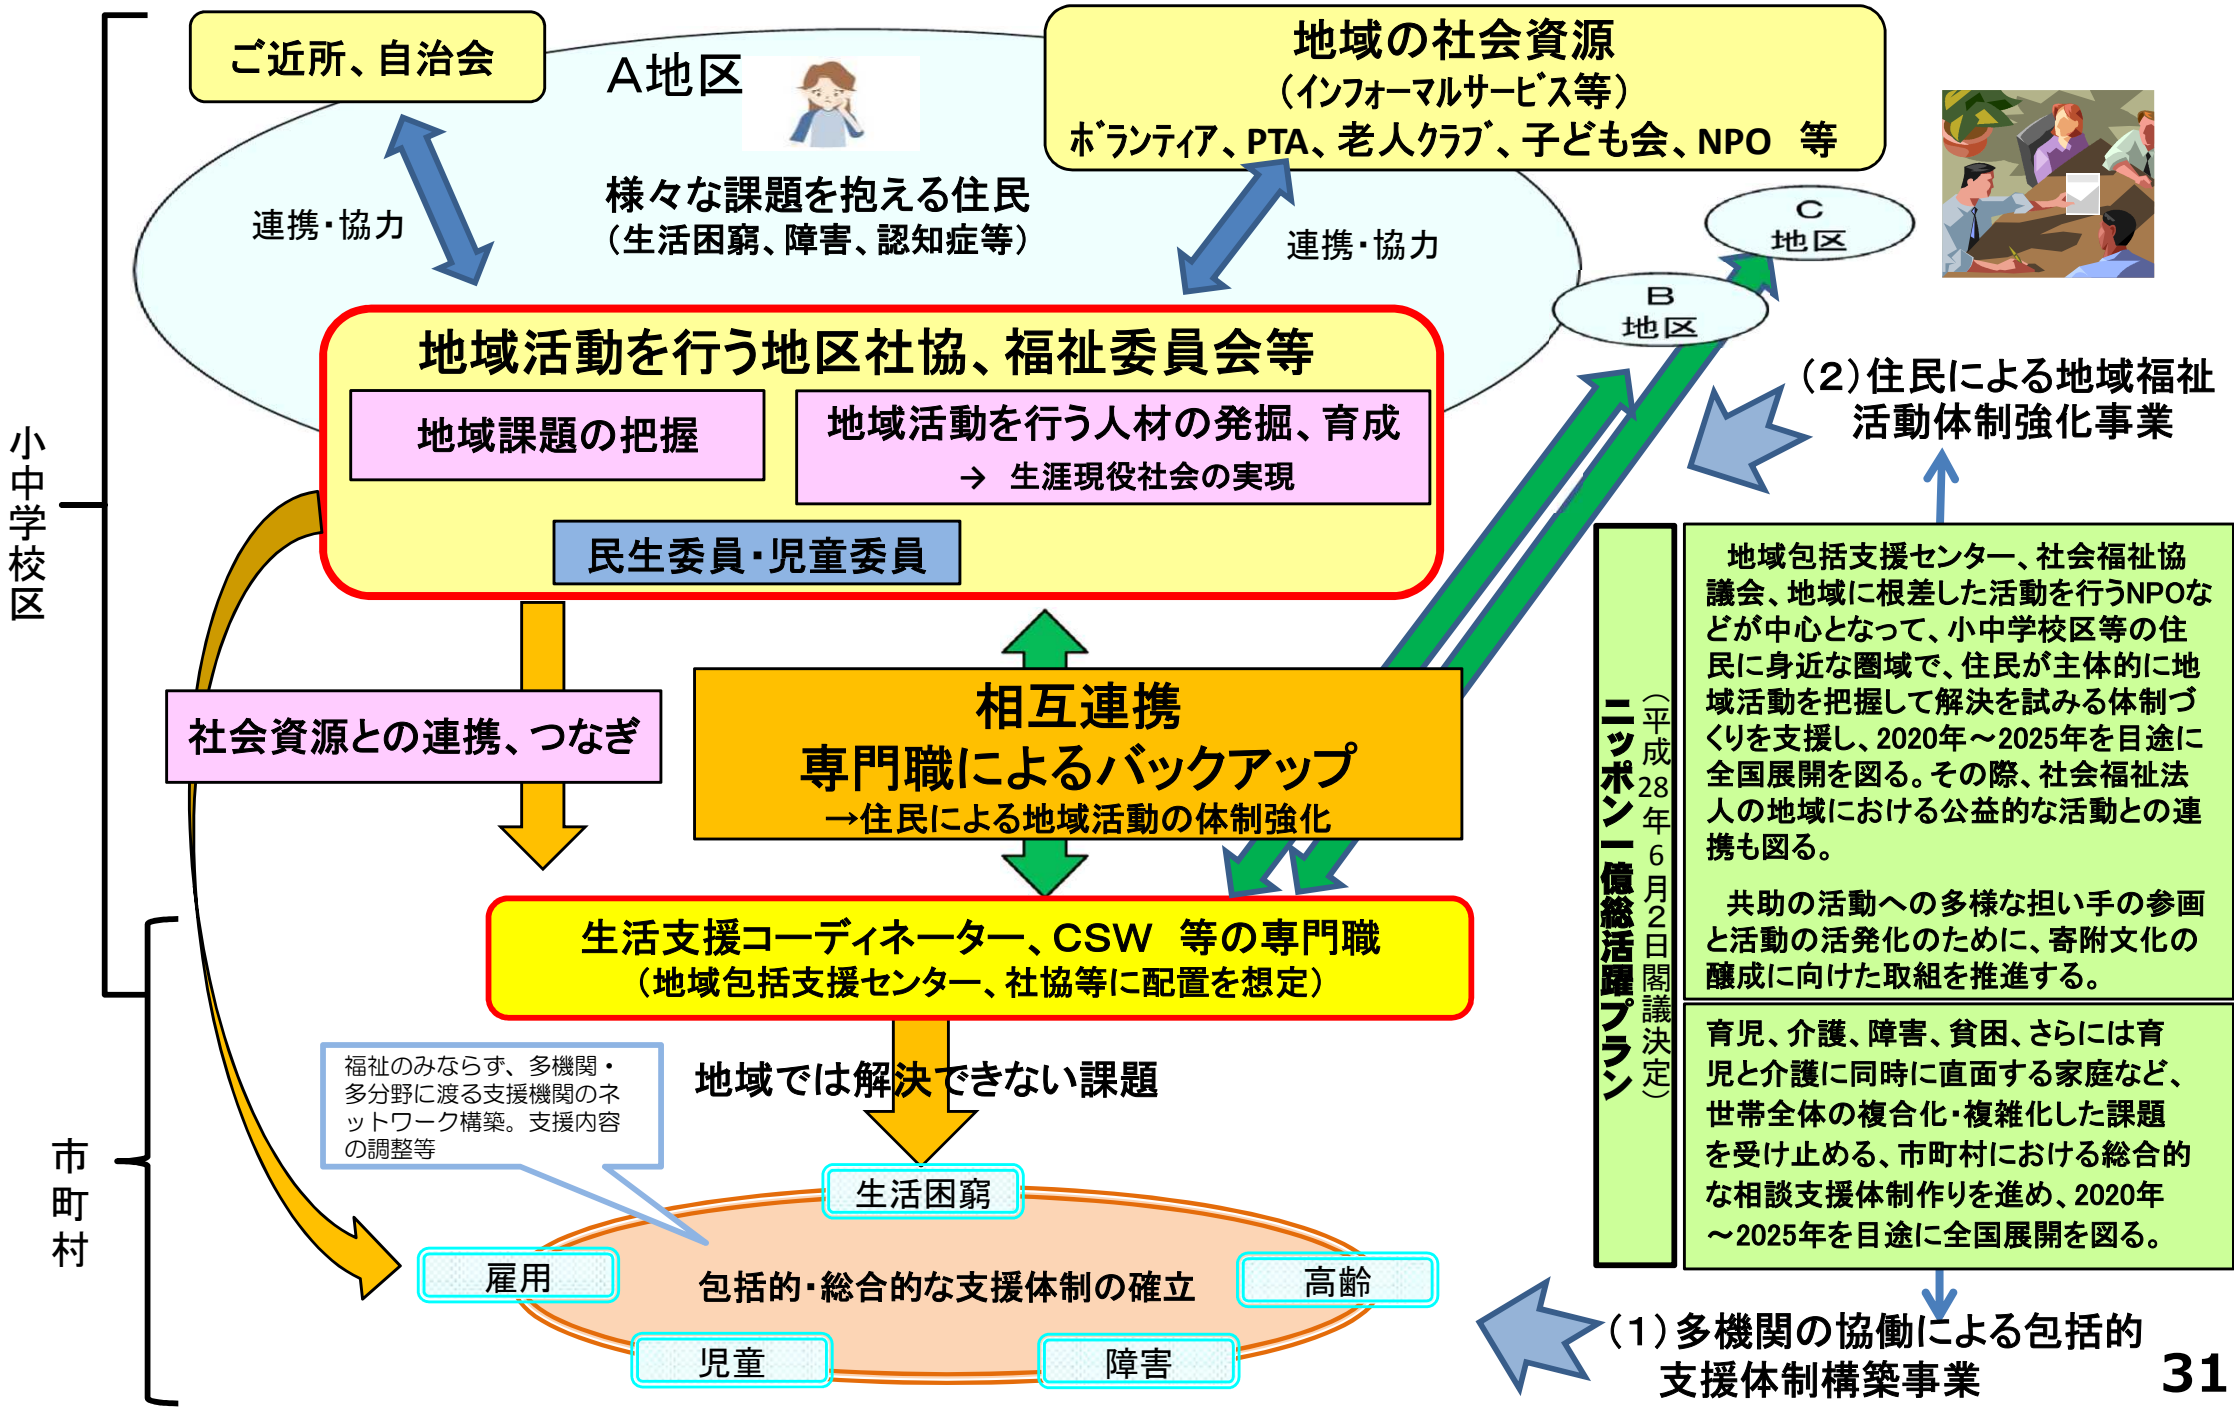 ご近所、自治会
A地区
地域の社会資源
（インフォーマルサービス等）
ボランティア、PTA、老人クラブ、子ども会、NPO　等
様々な課題を抱える住民
（生活困窮、障害、認知症等）
連携・協力
連携・協力
C
地区
B
地区
地域活動を行う地区社協、福祉委員会等
地域課題の把握
地域活動を行う人材の発掘、育成
→　生涯現役社会の実現
民生委員・児童委員
小中学校区
（2）住民による地域福祉
活動体制強化事業
社会資源との連携、つなぎ
相互連携
専門職によるバックアップ
→住民による地域活動の体制強化
生活支援コーディネーター、CSW　等の専門職
（地域包括支援センター、社協等に配置を想定）
地域では解決できない課題
福祉のみならず、多機関・
多分野に渡る支援機関のネ
ットワーク構築。支援内容
の調整等
市町村
生活困窮
雇用
包括的・総合的な支援体制の確立
高齢
児童
障害
ニッポン一億総活躍プラン
（平成28年6月2日閣議決定）
地域包括支援センター、社会福祉協
議会、地域に根差した活動を行うNPOな
どが中心となって、小中学校区等の住
民に身近な圏域で、住民が主体的に地
域活動を把握して解決を試みる体制づ
くりを支援し、2020年～2025年を目途に
全国展開を図る。その際、社会福祉法
人の地域における公益的な活動との連
携も図る。
共助の活動への多様な担い手の参画
と活動の活発化のために、寄附文化の
醸成に向けた取組を推進する。
育児、介護、障害、貧困、さらには育
児と介護に同時に直面する家庭など、
世帯全体の複合化・複雑化した課題
を受け止める、市町村における総合的
な相談支援体制作りを進め、2020年
～2025年を目途に全国展開を図る。
（1）多機関の協働による包括的
支援体制構築事業
31